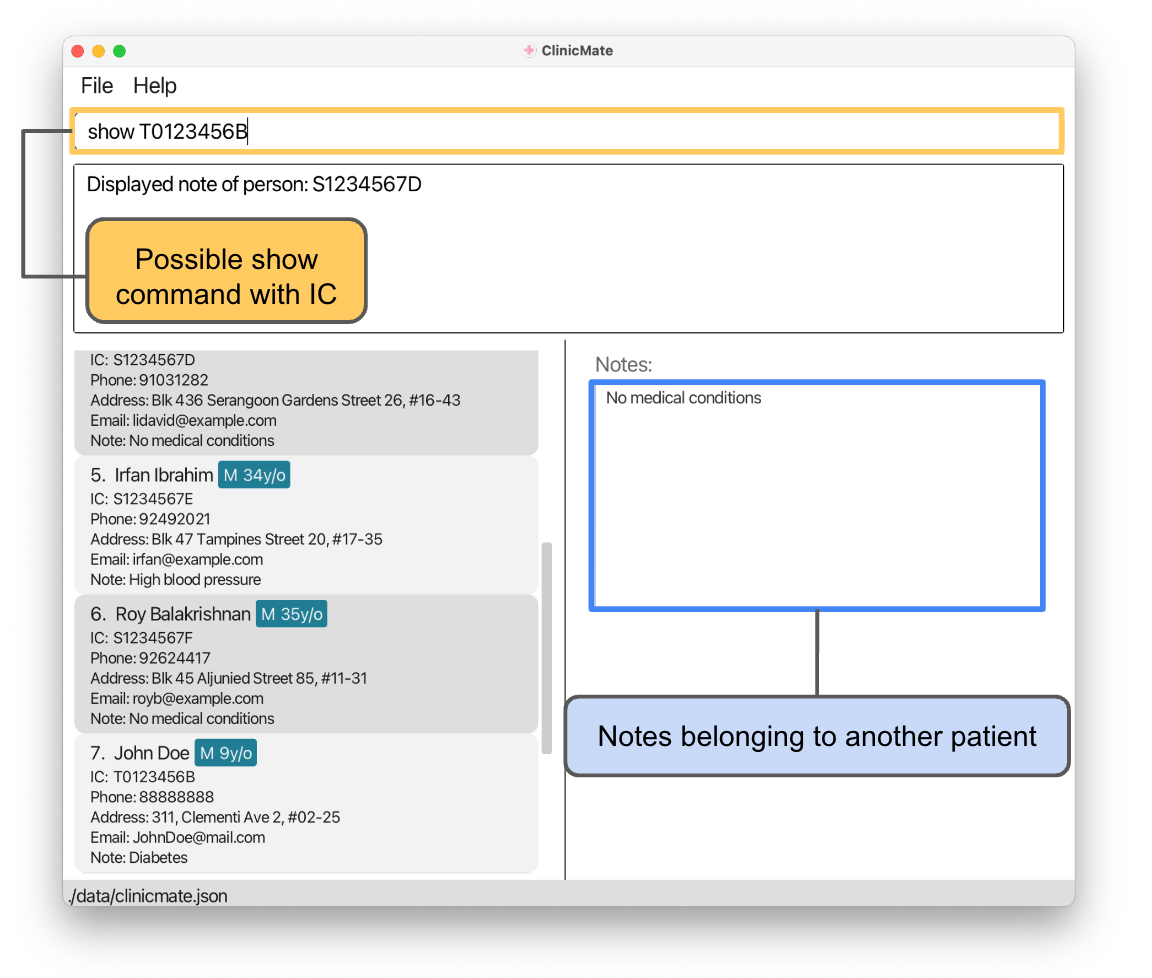 ClinicMate
File Help
show T0123456B
Displayed note of person: S1234567D
Possible show
command with IC
IC: S1234567D
Phone: 91031282
Address: Blk 436 Serangoon Gardens Street 26, #16-43
Email: lidavid@example.com
Note: No medical conditions
5. Irfan Ibrahim M 34y/o
IC: S1234567E
Phone: 92492021
Address: Blk 47 Tampines Street 20, #17-35
Email: irfan@example.com
Note: High blood pressure
6. Roy Balakrishnan M 35y/o
IC: S1234567F
Phone: 92624417
Address: Blk 45 Aljunied Street 85, #11-31
Email: royb@example.com
Note: No medical conditions
7. John Doe M 9y/o
IC: T0123456B
Phone: 88888888
Address: 311, Clementi Ave 2, #02-25
Email: JohnDoe@mail.com
Note: Diabetes
Notes:
No medical conditions
Notes belonging to another patient
./data/clinicmate.json